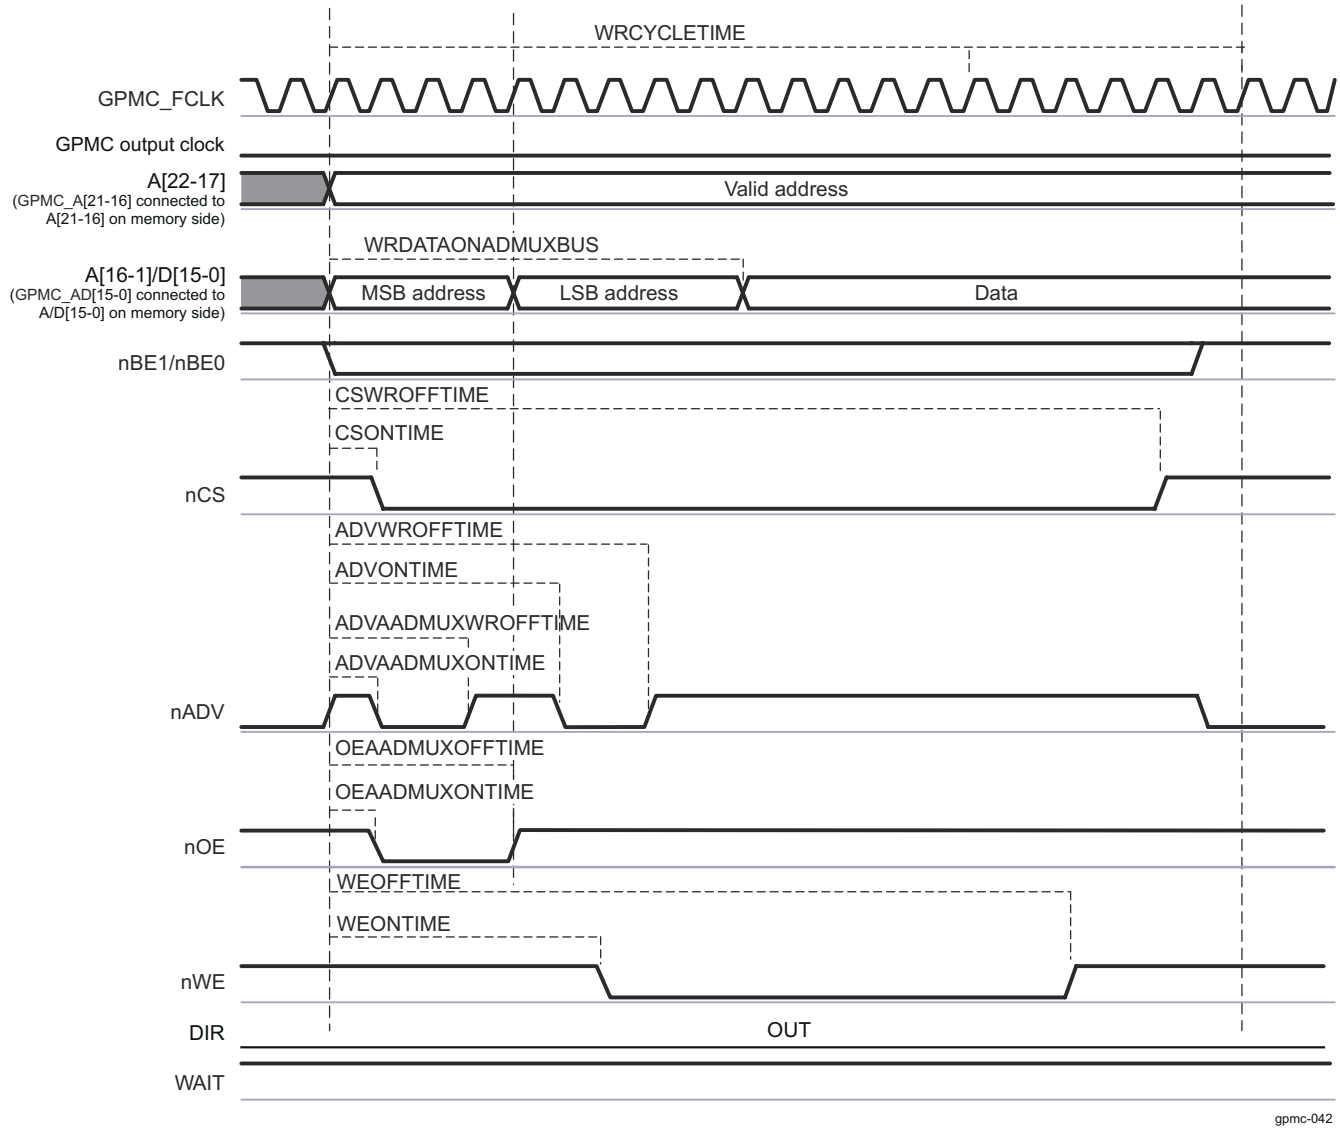 WRCYCLETIME
GPMC_FCLK
GPMC output clock
A[22-17]
(GPMC_A[21-16] connected to
A[21-16] on memory side)
Valid address
WRDATAONADMUXBUS
A[16-1]/D[15-0]
(GPMC_AD[15-0] connected to
A/D[15-0] on memory side)
MSB address
LSB address
Data
nBE1/nBE0
CSWROFFTIME
CSONTIME
nCS
ADVWROFFTIME
ADVONTIME
ADVAADMUXWROFFTIME
ADVAADMUXONTIME
nADV
OEAADMUXOFFTIME
OEAADMUXONTIME
nOE
WEOFFTIME
WEONTIME
nWE
DIR
OUT
WAIT
gpmc-042